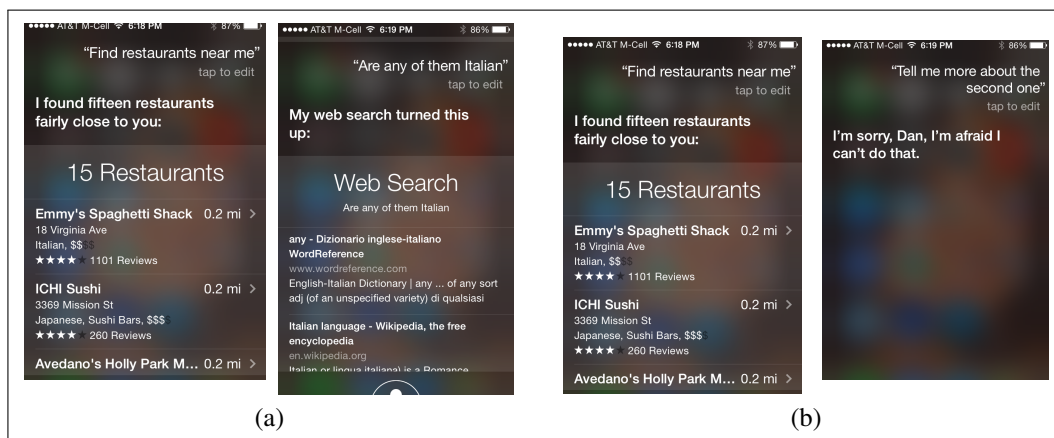 AT&T M-Cell 6:18 PM 87%
“Find restaurants near me”
tap to edit
I found fifteen restaurants
fairly close to you:
15 Restaurants
Emmy's Spaghetti Shack 0.2 mi >
18 Virginia Ave
Italian, $$$$
★★★★★ 1101 Reviews
ICHI Sushi 0.2 mi >
3369 Mission St
Japanese, Sushi Bars, $$$$
★★★★★ 260 Reviews
Avedano's Holly Park M... 0.2 mi >
AT&T M-Cell 6:19 PM 86%
“Are any of them Italian”
tap to edit
My web search turned this
up:
Web Search
Are any of them Italian
any - Dizionario inglese-italiano
WordReference
www.wordreference.com
English-Italian Dictionary | any ... of any sort
adj (of an unspecified variety) di qualsiasi
Italian language - Wikipedia, the free
encyclopedia
en.wikipedia.org
Italian or lingua italiana) is a Romance
(a)
AT&T M-Cell 6:18 PM 87%
“Find restaurants near me”
tap to edit
I found fifteen restaurants
fairly close to you:
15 Restaurants
Emmy's Spaghetti Shack 0.2 mi >
18 Virginia Ave
Italian, $$$$
★★★★★ 1101 Reviews
ICHI Sushi 0.2 mi >
3369 Mission St
Japanese, Sushi Bars, $$$$
★★★★★ 260 Reviews
Avedano's Holly Park M... 0.2 mi >
AT&T M-Cell 6:19 PM 86%
“Tell me more about the
second one”
tap to edit
I'm sorry, Dan, I'm afraid I
can't do that.
(b)